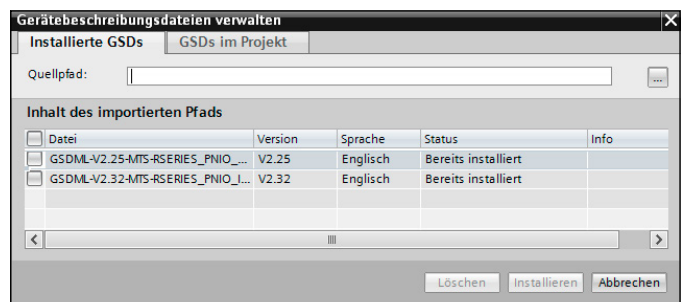 Gerätebeschreibungsdateien verwalten
Installierte GSDs GSDs im Projekt
Quellpfad:
...
Inhalt des importierten Pfads
Datei Version Sprache Status Info
GSDML-V2.25-MTS-RSERIES_PNIO_... V2.25 Englisch Bereits installiert
GSDML-V2.32-MTS-RSERIES_PNIO_I... V2.32 Englisch Bereits installiert
Löschen Installieren Abbrechen